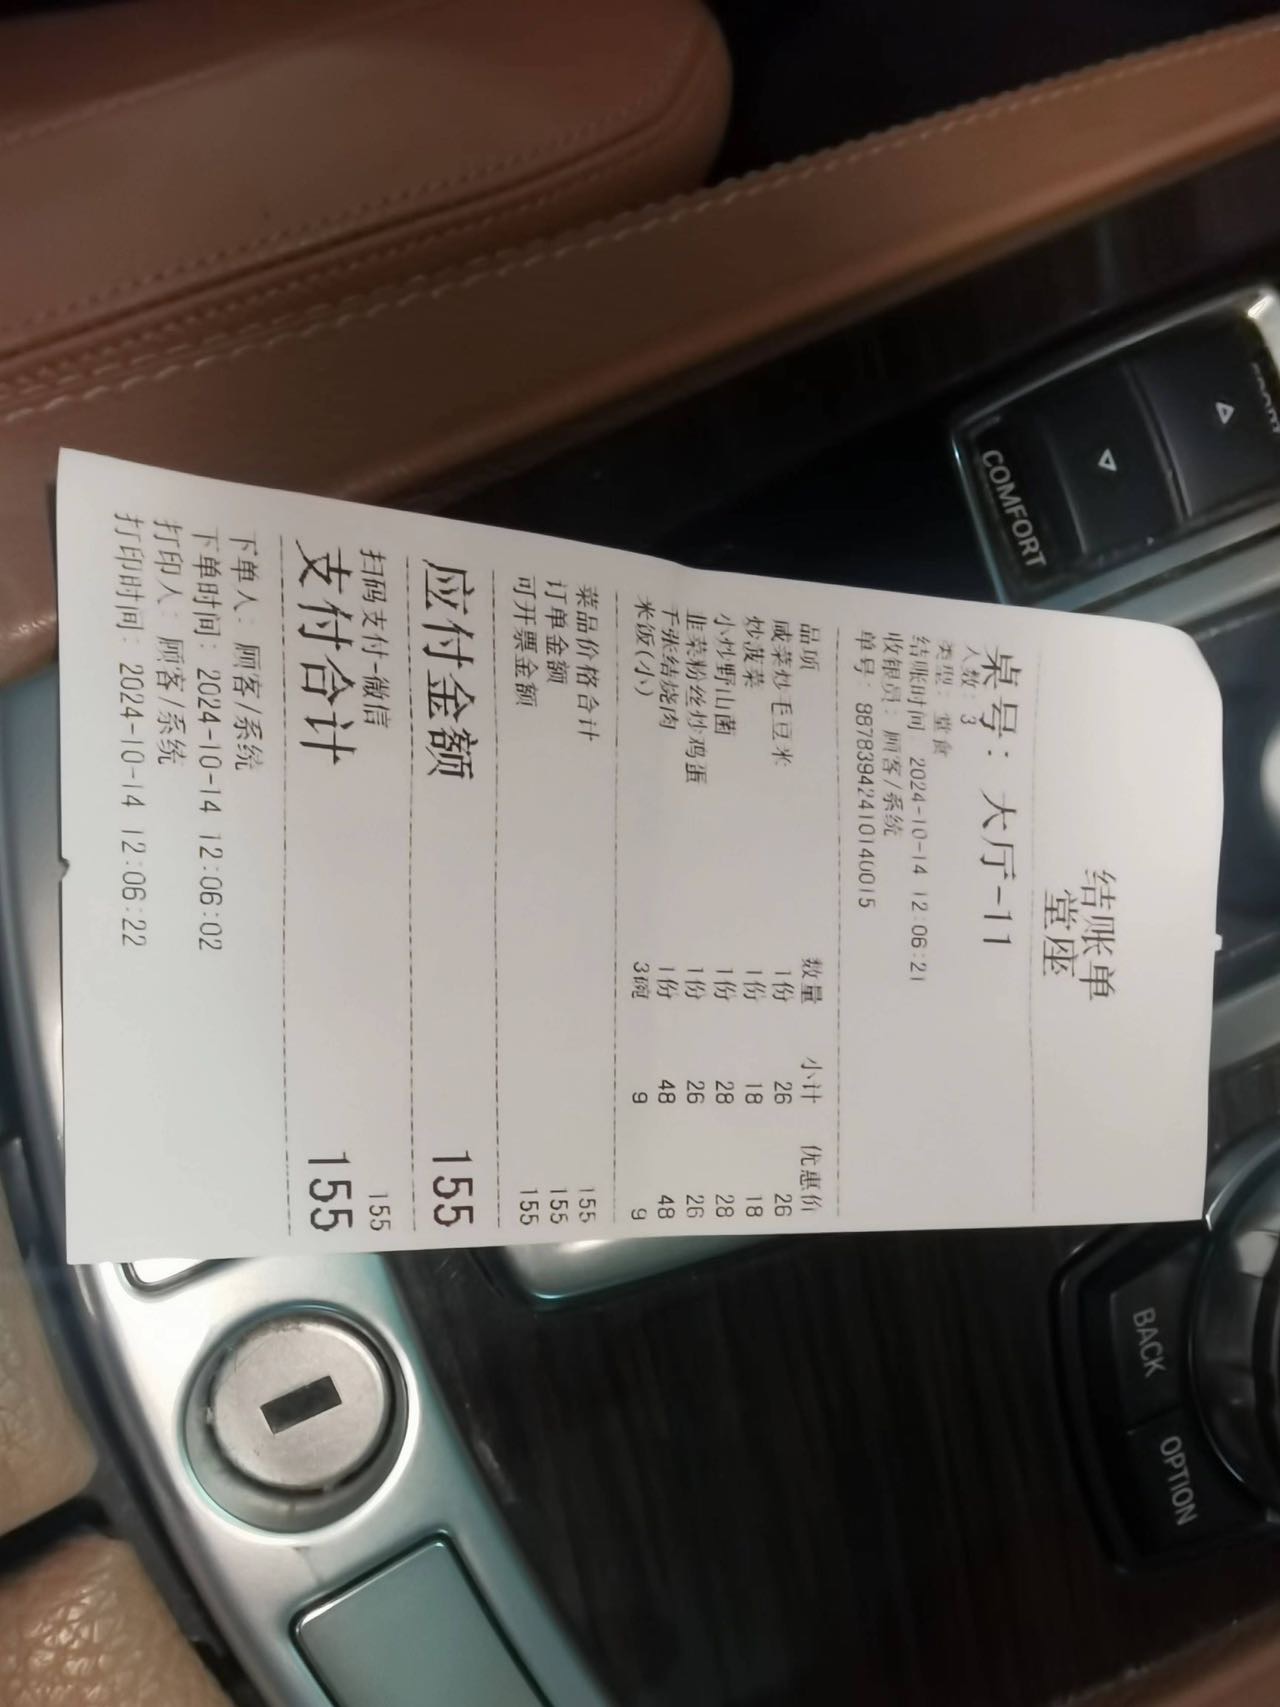 结账单
堂座
桌号：大厅-11
人数：3
类型：堂食
结账时间：2024-10-14 12:06:21
收银员：顾客/系统
单号：887839424101400​15
品项 数量 小计 优惠价
咸菜炒毛豆米 1份 26 26
炒菠菜 1份 18 18
小炒野山菌 1份 28 28
韭菜粉丝炒鸡蛋 1份 26 26
千张结烧肉 1份 48 48
米饭(小) 3碗 9 9
菜品价格合计 155
订单金额 155
可开票金额 155
应付金额 155
扫码支付-微信 155
支付合计 155
下单人：顾客/系统
下单时间：2024-10-14 12:06:02
打印人：顾客/系统
打印时间：2024-10-14 12:06:22
COMFORT
BACK
OPTION